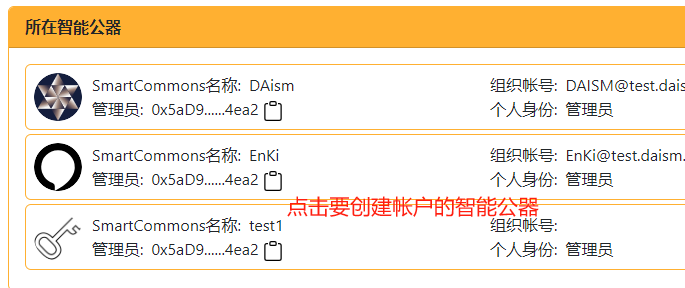 所在智能公器
SmartCommons名称: DAism 组织帐号: DAISM@test.dais
管理员: 0x5aD9......4ea2 个人身份: 管理员
SmartCommons名称: EnKi 组织帐号: EnKi@test.daism.
管理员: 0x5aD9......4ea2 个人身份: 管理员
点击要创建帐户的智能公器
SmartCommons名称: test1 组织帐号:
管理员: 0x5aD9......4ea2 个人身份: 管理员